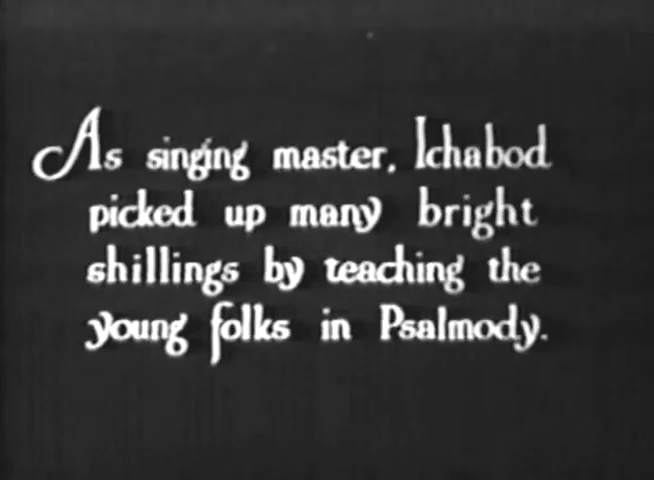 As singing master, Ichabod
picked up many bright
shillings by teaching the
young folks in Psalmody.